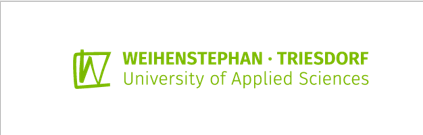 WEIHENSTEPHAN · TRIESDORF
University of Applied Sciences